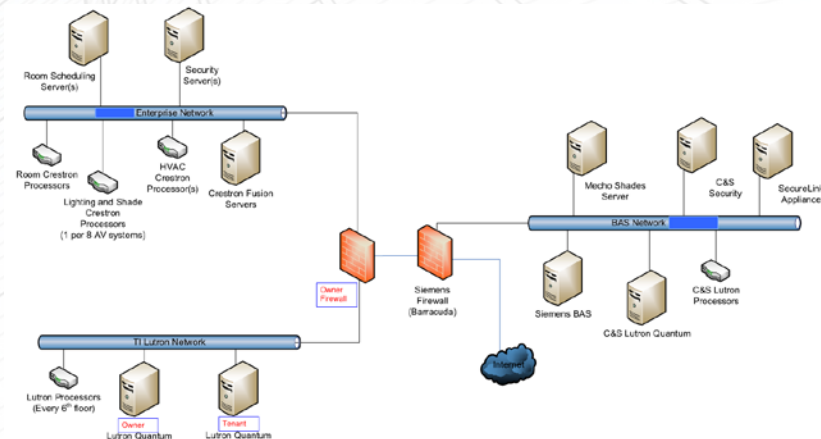 Room Scheduling
Server(s)
Security
Server(s)
Enterprise Network
Room Crestron
Processors
Lighting and Shade
Crestron
Processors
(1 per 8 AV systems)
HVAC
Crestron
Processor(s)
Crestron Fusion
Servers
Mecho Shades
Server
C&S
Security
SecureLink
Appliance
BAS Network
Siemens BAS
C&S Lutron Quantum
C&S Lutron
Processors
Owner
Firewall
Siemens
Firewall
(Barracuda)
Internet
TI Lutron Network
Lutron Processors
(Every 6th floor)
Owner
Lutron Quantum
Tenant
Lutron Quantum